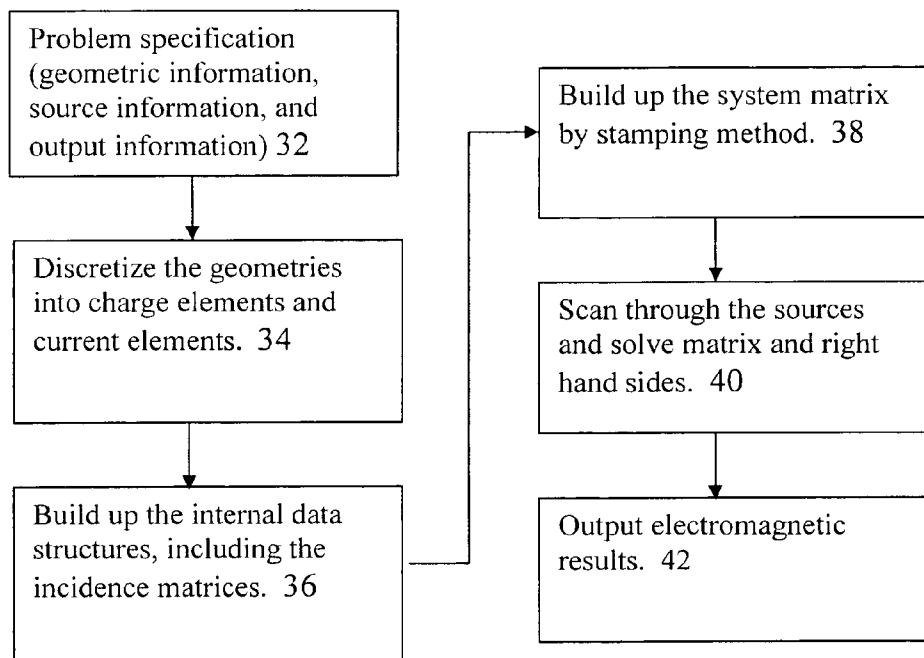 Problem specification
(geometric information,
source information, and
output information) 32
Discretize the geometries
into charge elements and
current elements. 34
Build up the internal data
structures, including the
incidence matrices. 36
Build up the system matrix
by stamping method. 38
Scan through the sources
and solve matrix and right
hand sides. 40
Output electromagnetic
results. 42